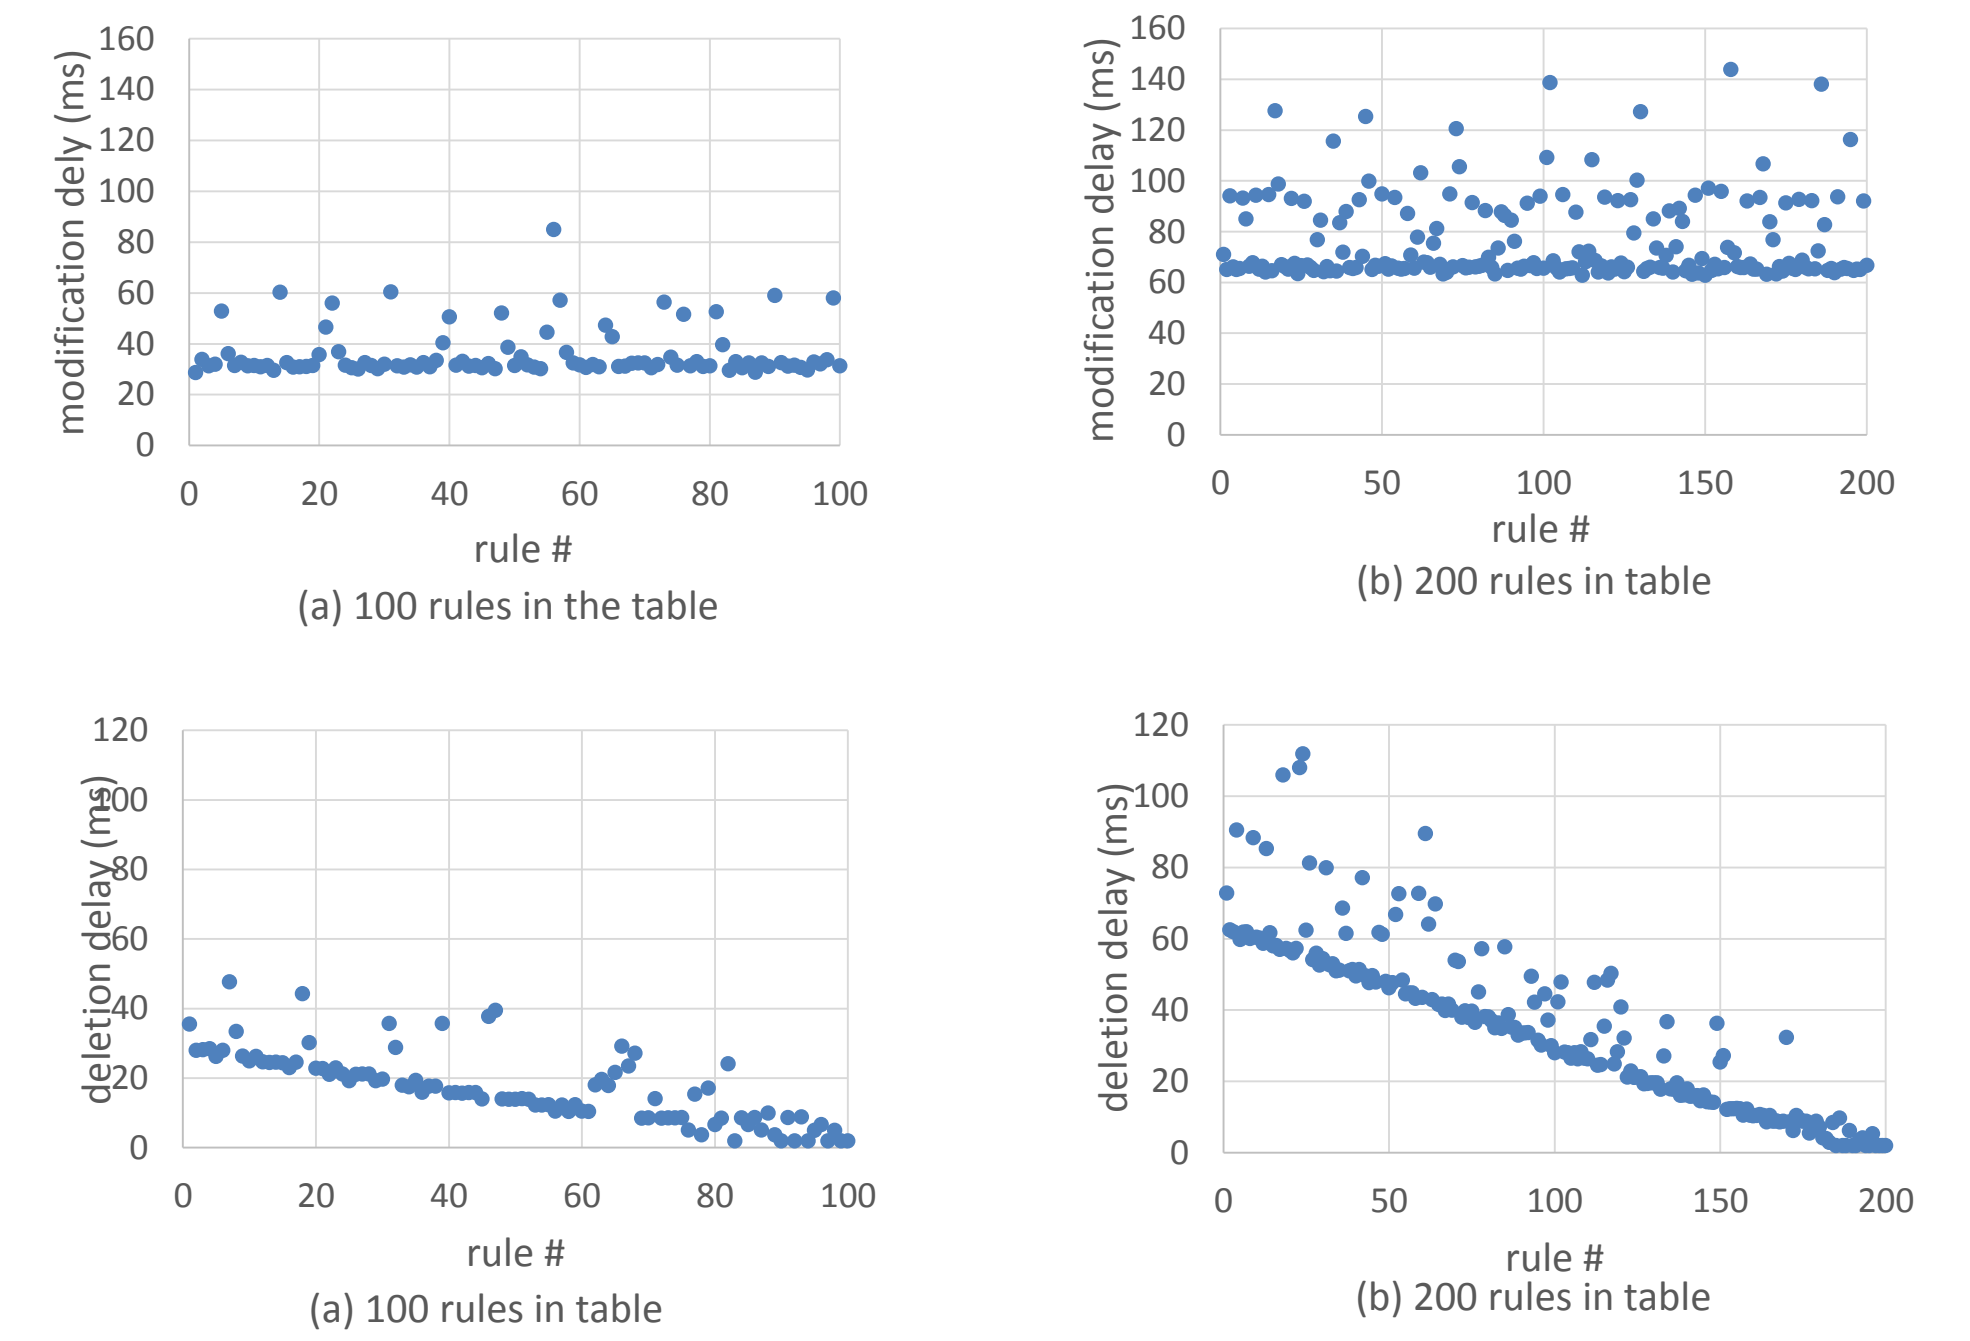 160
140
120
100
80
60
40
20
0
modification dely (ms)
0 20 40 60 80 100
rule #
(a) 100 rules in the table
160
140
120
100
80
60
40
20
0
modification delay (ms)
0 50 100 150 200
rule #
(b) 200 rules in table
120
100
80
60
40
20
0
deletion delay (ms)
0 20 40 60 80 100
rule #
(a) 100 rules in table
120
100
80
60
40
20
0
deletion delay (ms)
0 50 100 150 200
rule #
(b) 200 rules in table